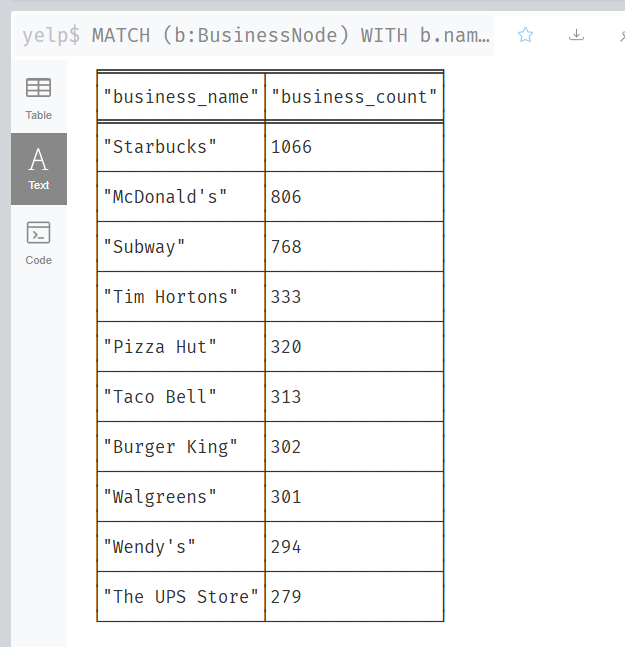 yelp$ MATCH (b:BusinessNode) WITH b.nam…
Table
"business_name" "business_count"
"Starbucks" 1066
Text
"McDonald's" 806
"Subway" 768
Code
"Tim Hortons" 333
"Pizza Hut" 320
"Taco Bell" 313
"Burger King" 302
"Walgreens" 301
"Wendy's" 294
"The UPS Store" 279